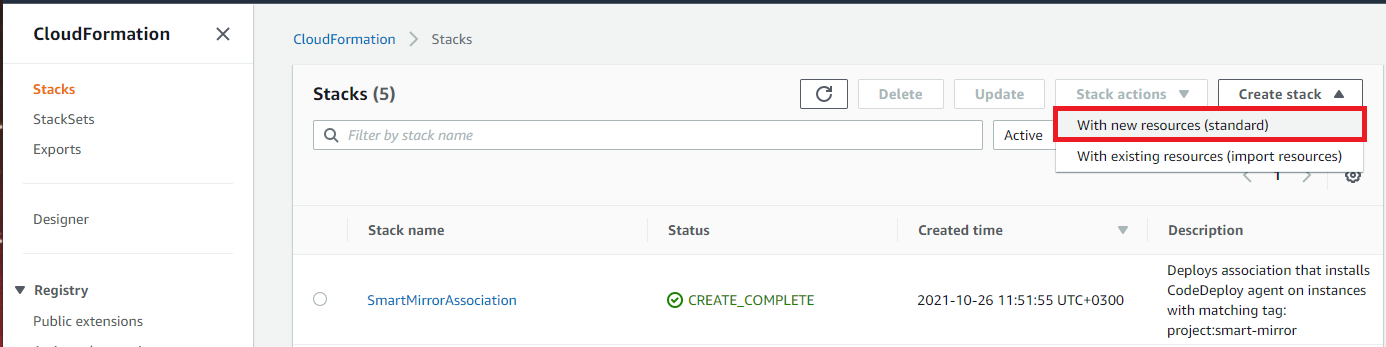 CloudFormation
Stacks
StackSets
Exports
Designer
Registry
Public extensions
CloudFormation > Stacks
Stacks (5)
Delete
Update
Stack actions
Create stack
With new resources (standard)
With existing resources (import resources)
Filter by stack name
Active
1
Stack name
Status
Created time
Description
SmartMirrorAssociation
CREATE_COMPLETE
2021-10-26 11:51:55 UTC+0300
Deploys association that installs
CodeDeploy agent on instances
with matching tag:
project:smart-mirror